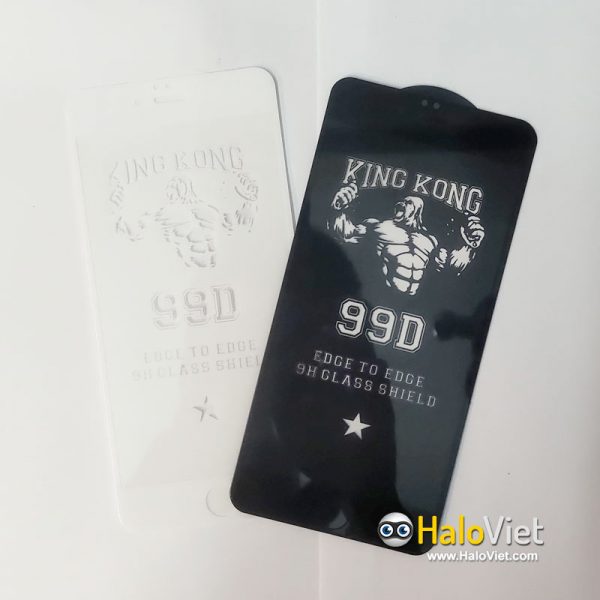 ING KONG
99D
EDGE TO EDGE
9H GLASS SHIELD
KING KONG
99D
EDGE TO EDGE
9H GLASS SHIELD
HaloViet
www.HaloViet.com